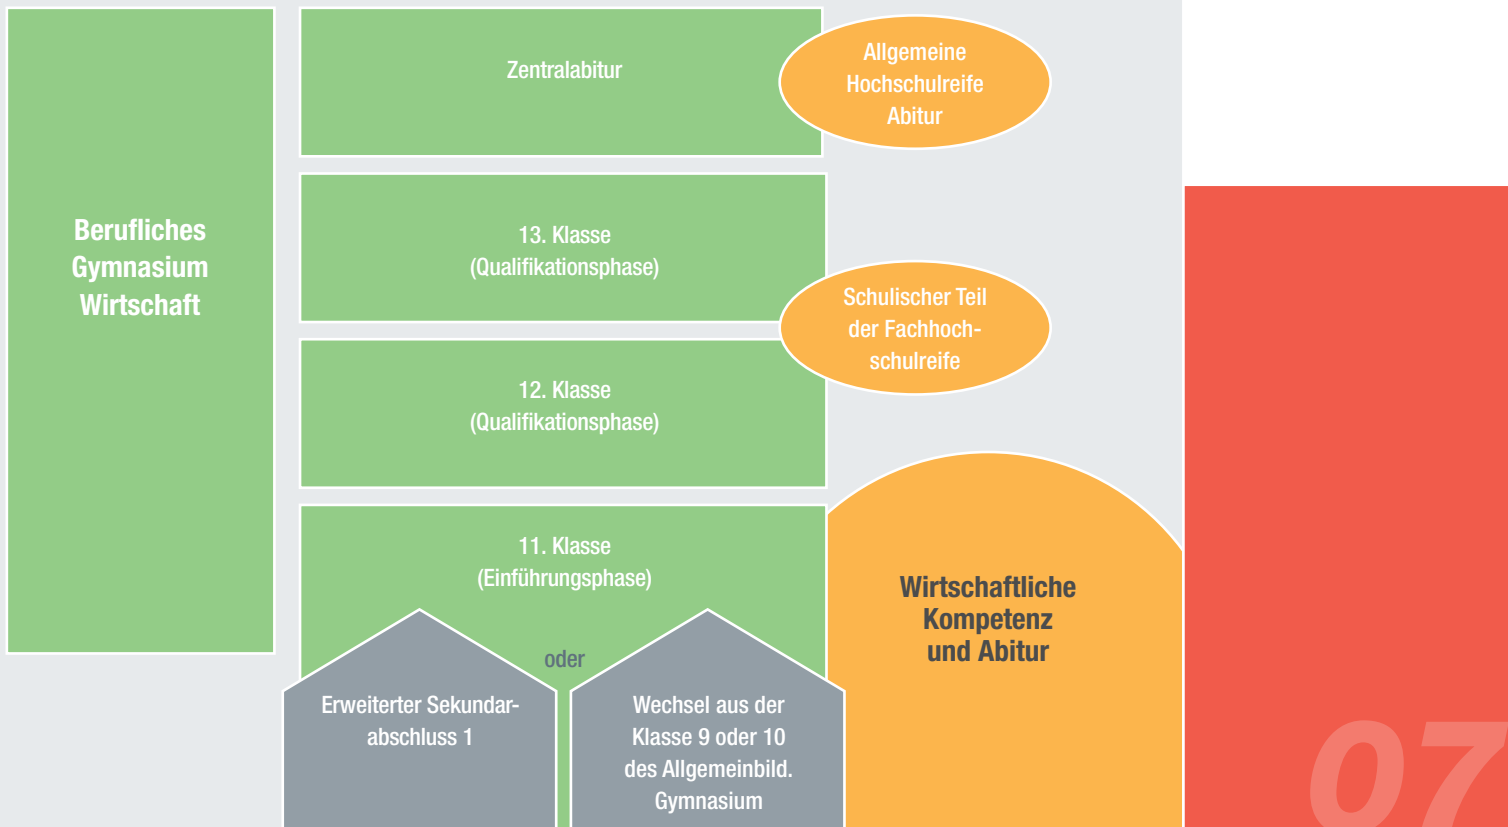 Berufliches
Gymnasium
Wirtschaft
Zentralabitur
Allgemeine
Hochschulreife
Abitur
13. Klasse
(Qualifikationsphase)
Schulischer Teil
der Fachhoch-
schulreife
12. Klasse
(Qualifikationsphase)
11. Klasse
(Einführungsphase)
oder
Erweiterter Sekundar-
abschluss 1
Wechsel aus der
Klasse 9 oder 10
des Allgemeinbild.
Gymnasium
Wirtschaftliche
Kompetenz
und Abitur
07